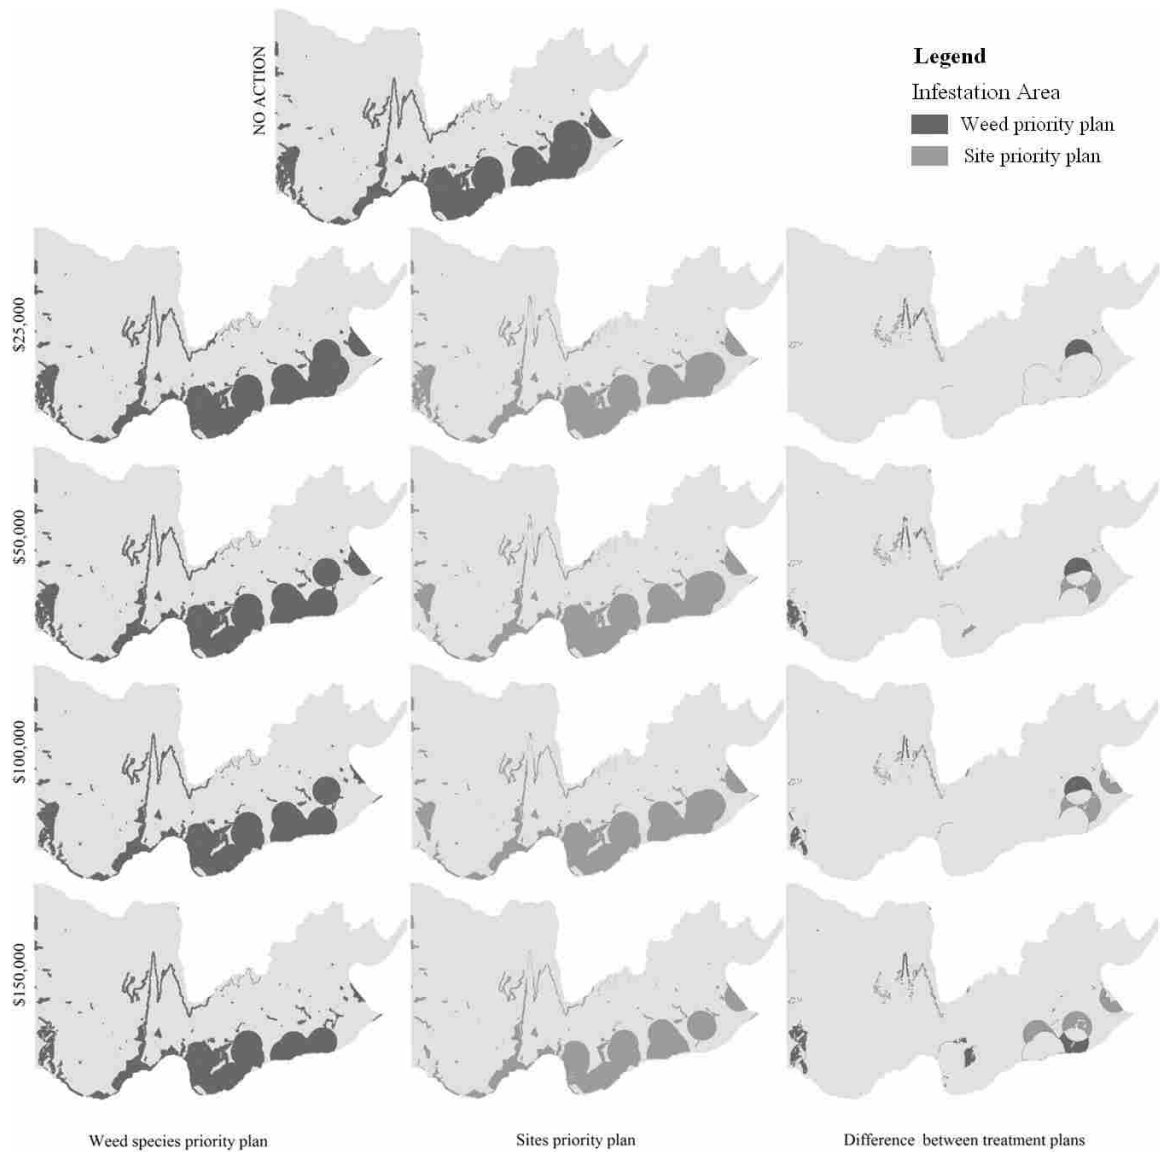 NO ACTION
Legend
Infestation Area
Weed priority plan
Site priority plan
$25,000
$50,000
$100,000
$150,000
Weed species priority plan
Sites priority plan
Difference between treatment plans